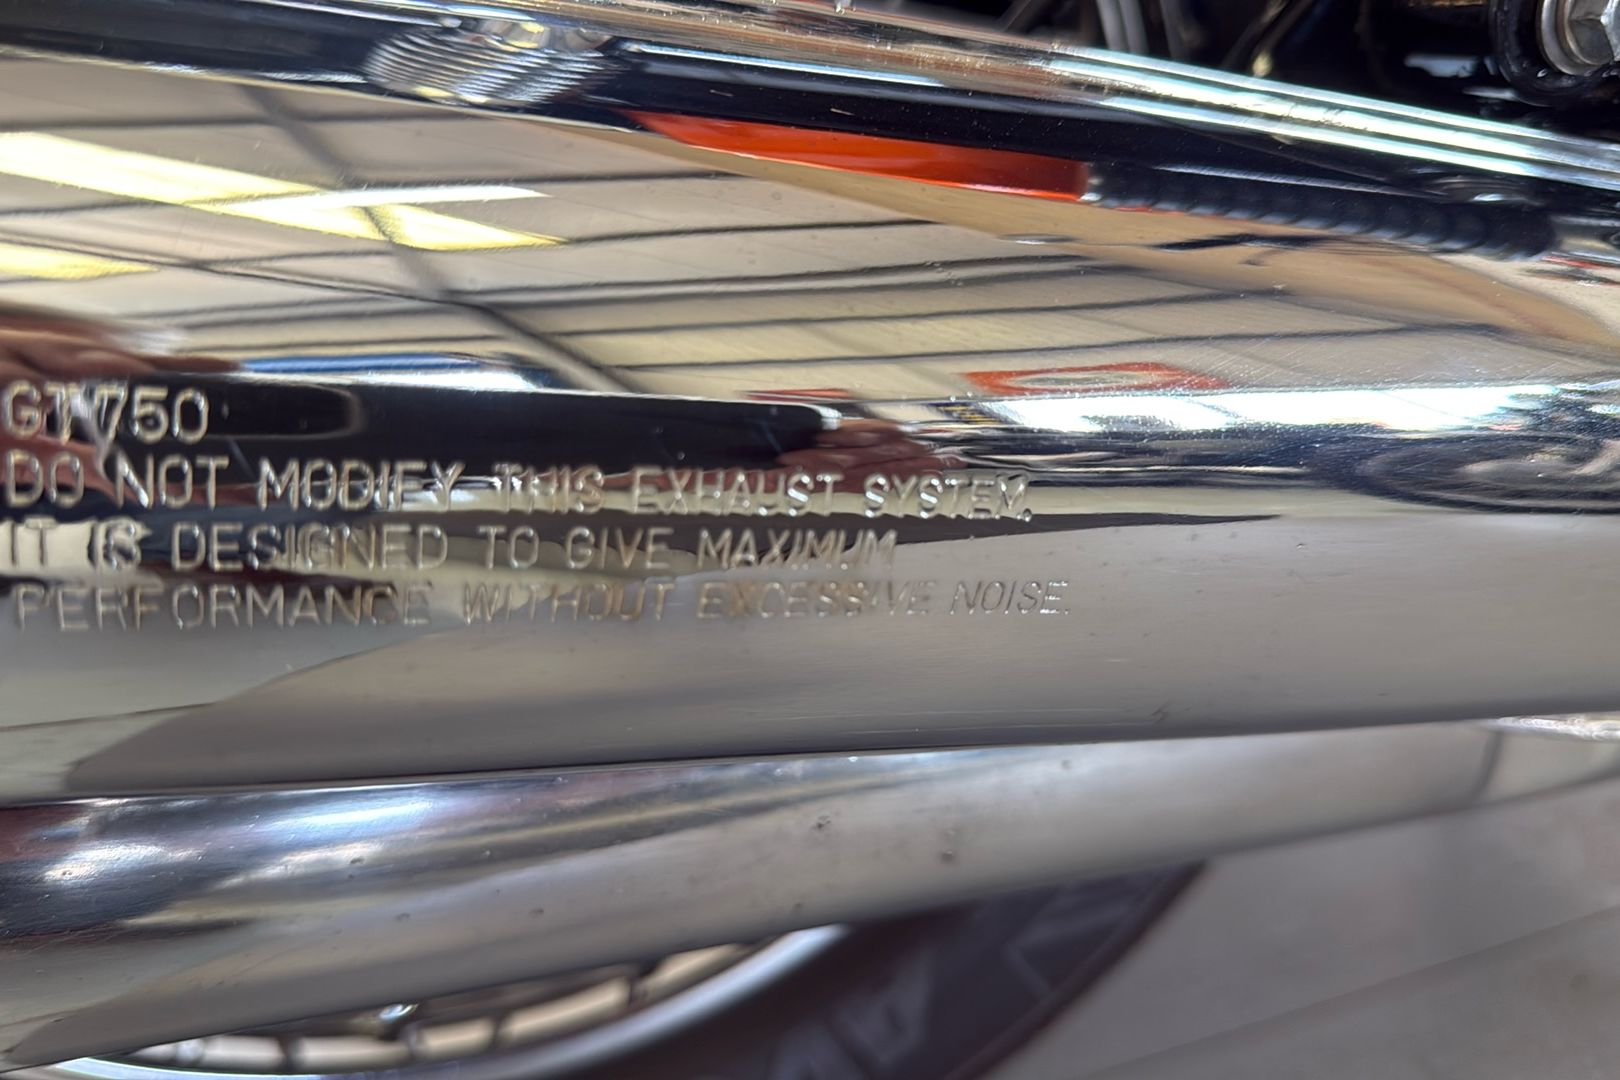 GT750
DO NOT MODIFY THIS EXHAUST SYSTEM.
IT IS DESIGNED TO GIVE MAXIMUM
PERFORMANCE WITHOUT EXCESSIVE NOISE.